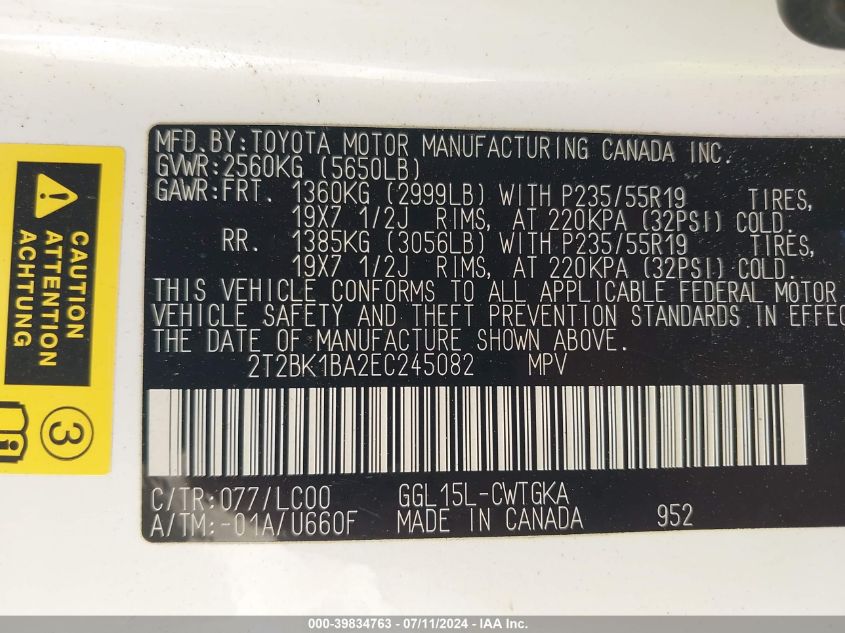 MFD.BY:TOYOTA MOTOR MANUFACTURING CANADA INC.
GVWR:2560KG (5650LB)
GAWR:FRT. 1360KG (2999LB) WITH P235/55R19 TIRES,
19X7 1/2J RIMS, AT 220KPA (32PSI) COLD.
RR. 1385KG (3056LB) WITH P235/55R19 TIRES,
19X7 1/2J RIMS, AT 220KPA (32PSI) COLD.
THIS VEHICLE CONFORMS TO ALL APPLICABLE FEDERAL MOTOR
VEHICLE SAFETY AND THEFT PREVENTION STANDARDS IN EFFEC
THE DATE OF MANUFACTURE SHOWN ABOVE.
2T2BK1BA2EC245082 MPV
C/TR:077/LC00 GGL15L-CWTGKA
A/TM:-01A/U660F MADE IN CANADA 952
CAUTION
ATTENTION
ACHTUNG
3
000-39834763 - 07/11/2024 - IAA Inc.